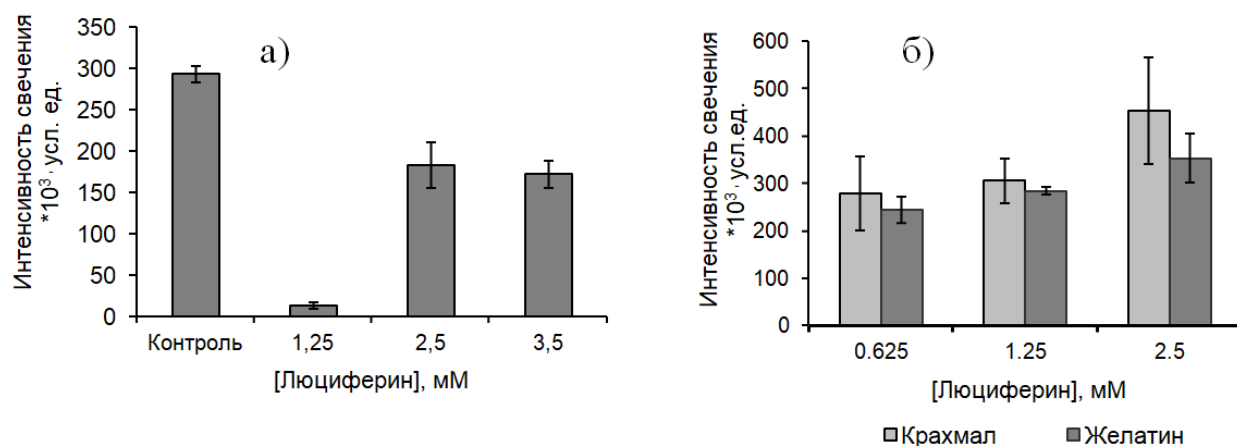 а)
Интенсивность свечения
*10³, усл. ед.
350
300
250
200
150
100
50
0
Контроль 1,25 2,5 3,5
[Люциферин], мМ
б)
Интенсивность свечения
*10³, усл.ед.
600
500
400
300
200
100
0
0.625 1.25 2.5
[Люциферин], мМ
Крахмал Желатин